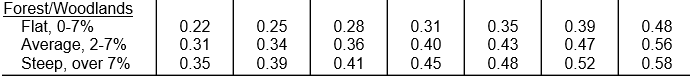 Forest/Woodlands
Flat, 0-7% 0.22 0.25 0.28 0.31 0.35 0.39 0.48
Average, 2-7% 0.31 0.34 0.36 0.40 0.43 0.47 0.56
Steep, over 7% 0.35 0.39 0.41 0.45 0.48 0.52 0.58